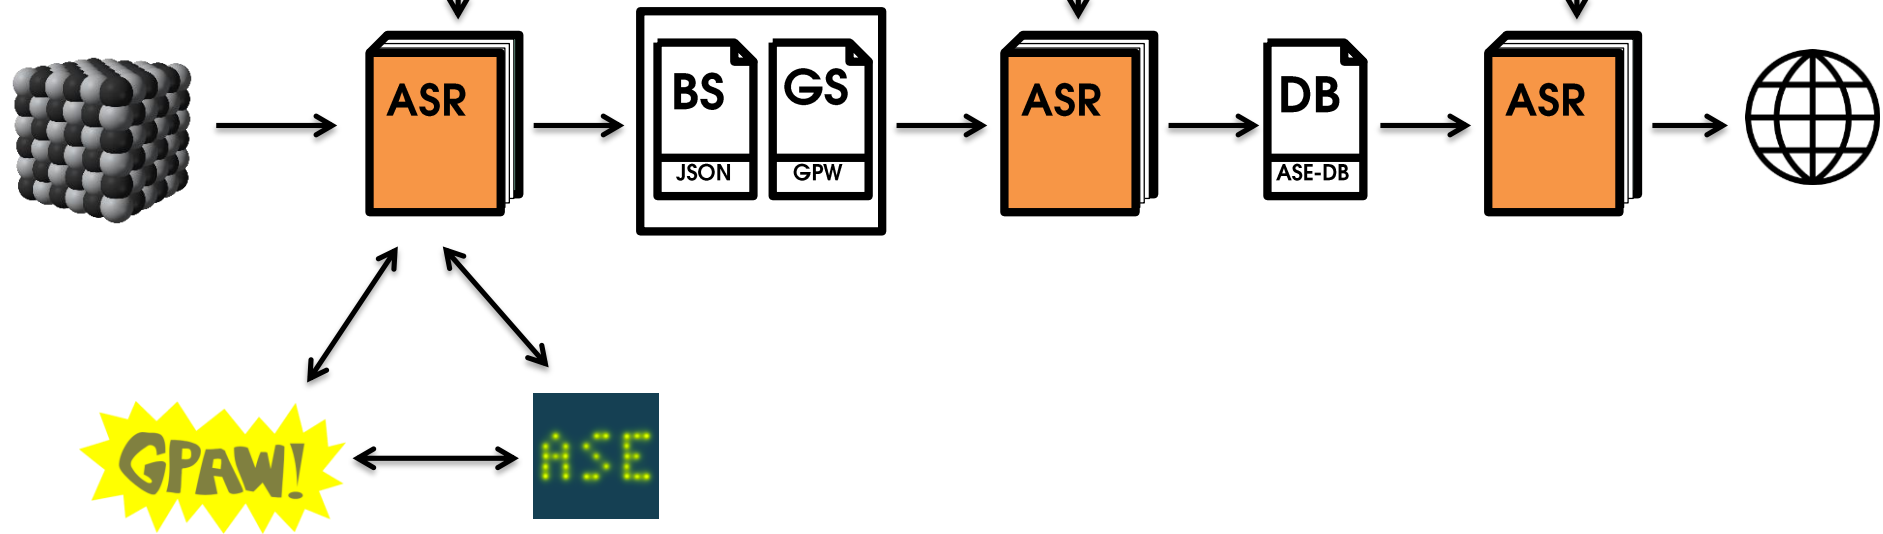 ASR
BS
GS
JSON
GPW
ASR
DB
ASE-DB
ASR
GPAW!
ASE